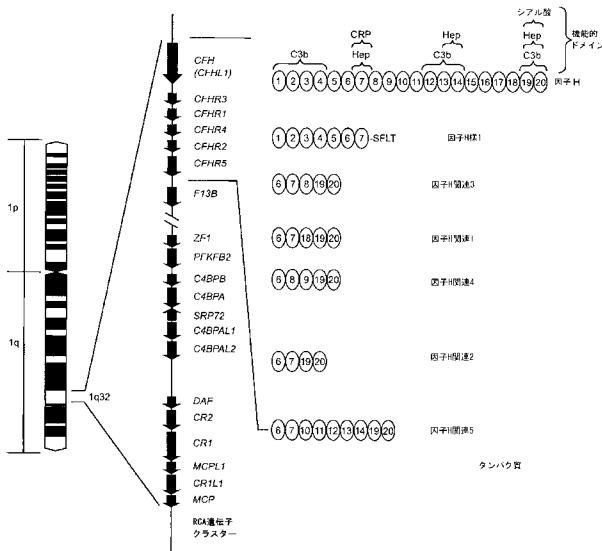 シアル酸
CRP
Hep
Hep
機能的
ドメイン
C3b
Hep
C3b
C3b
CFH
(CFHL1)
1 2 3 4 5 6 7 8 9 10 11 12 13 14 15 16 17 18 19 20
因子H
CFHR3
CFHR1
CFHR4
CFHR2
CFHR5
1 2 3 4 5 6 7 -SFLT
因子H様1
F13B
6 7 8 19 20
因子H関連3
1p
ZF1
PFKFB2
6 7 18 19 20
因子H関連1
C4BPB
C4BPA
SRP72
C4BPAL1
C4BPAL2
6 8 9 19 20
因子H関連4
1q
1q32
6 7 19 20
因子H関連2
DAF
CR2
CR1
MCPL1
CR1L1
MCP
6 7 10 11 12 13 14 19 20
因子H関連5
タンパク質
RCA遺伝子
クラスター